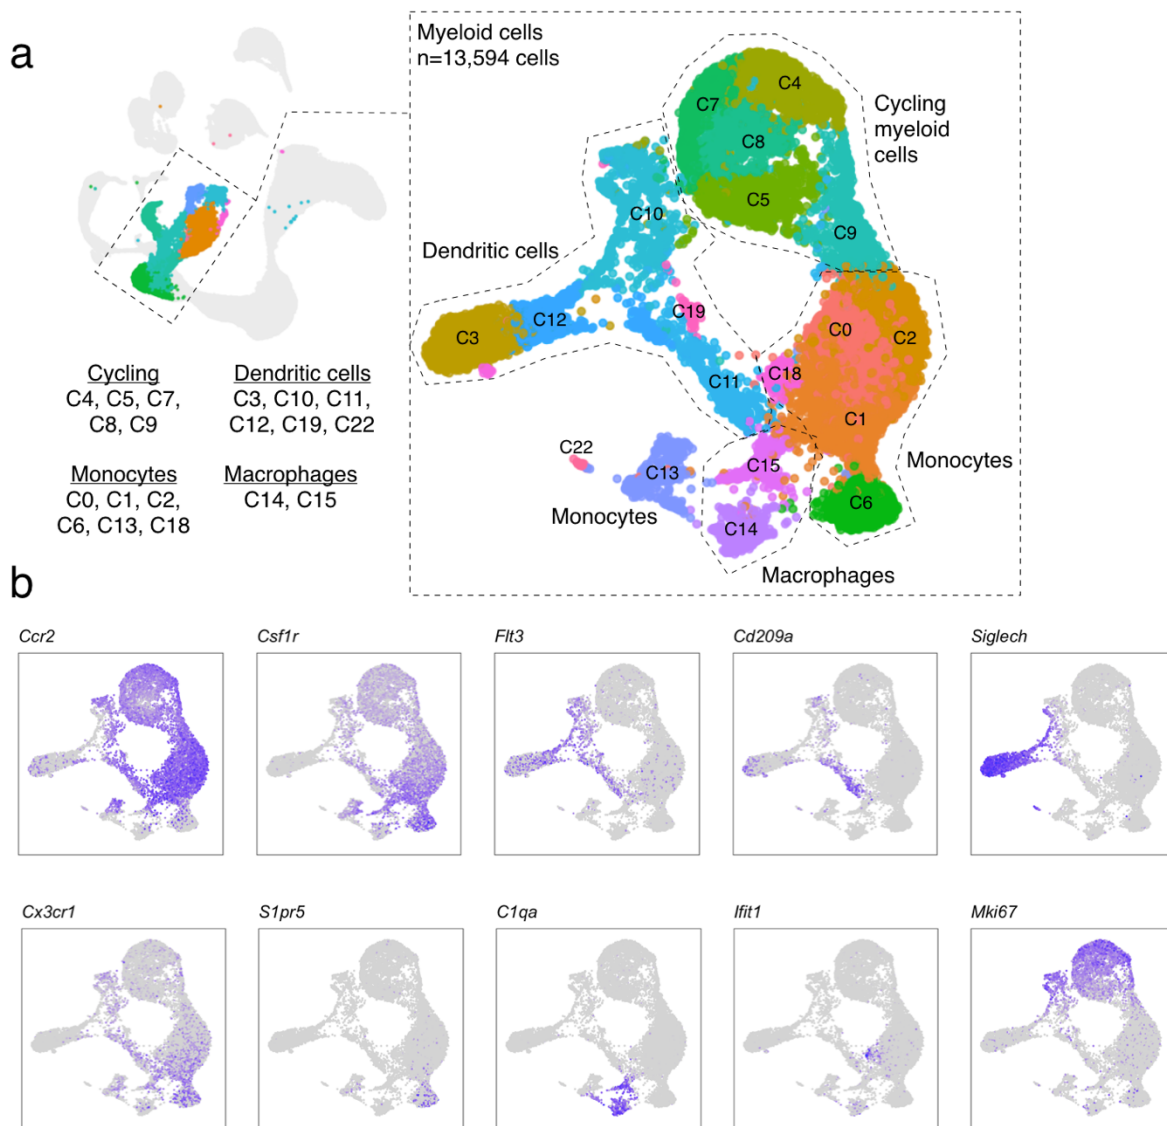 a
Myeloid cells
n=13,594 cells
C4
C7
Cycling
myeloid
cells
C8
C5
C10
C9
Dendritic cells
C19
C12
C3
C0
C2
C18
C11
C1
Cycling
C4, C5, C7,
C8, C9
Dendritic cells
C3, C10, C11,
C12, C19, C22
Monocytes
C0, C1, C2,
C6, C13, C18
Macrophages
C14, C15
C22
C13
C15
Monocytes
C6
Monocytes
C14
Macrophages
b
Ccr2
Csf1r
Flt3
Cd209a
Siglech
Cx3cr1
S1pr5
C1qa
Ifit1
Mki67